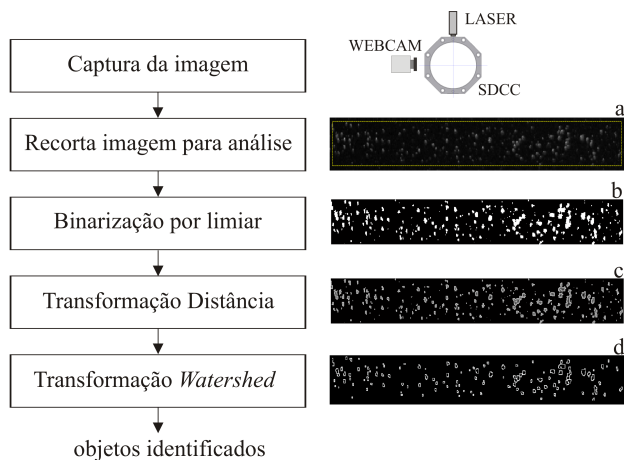 Captura da imagem
Recorta imagem para análise
Binarização por limiar
Transformação Distância
Transformação Watershed
objetos identificados
LASER
WEBCAM
SDCC
a
b
c
d